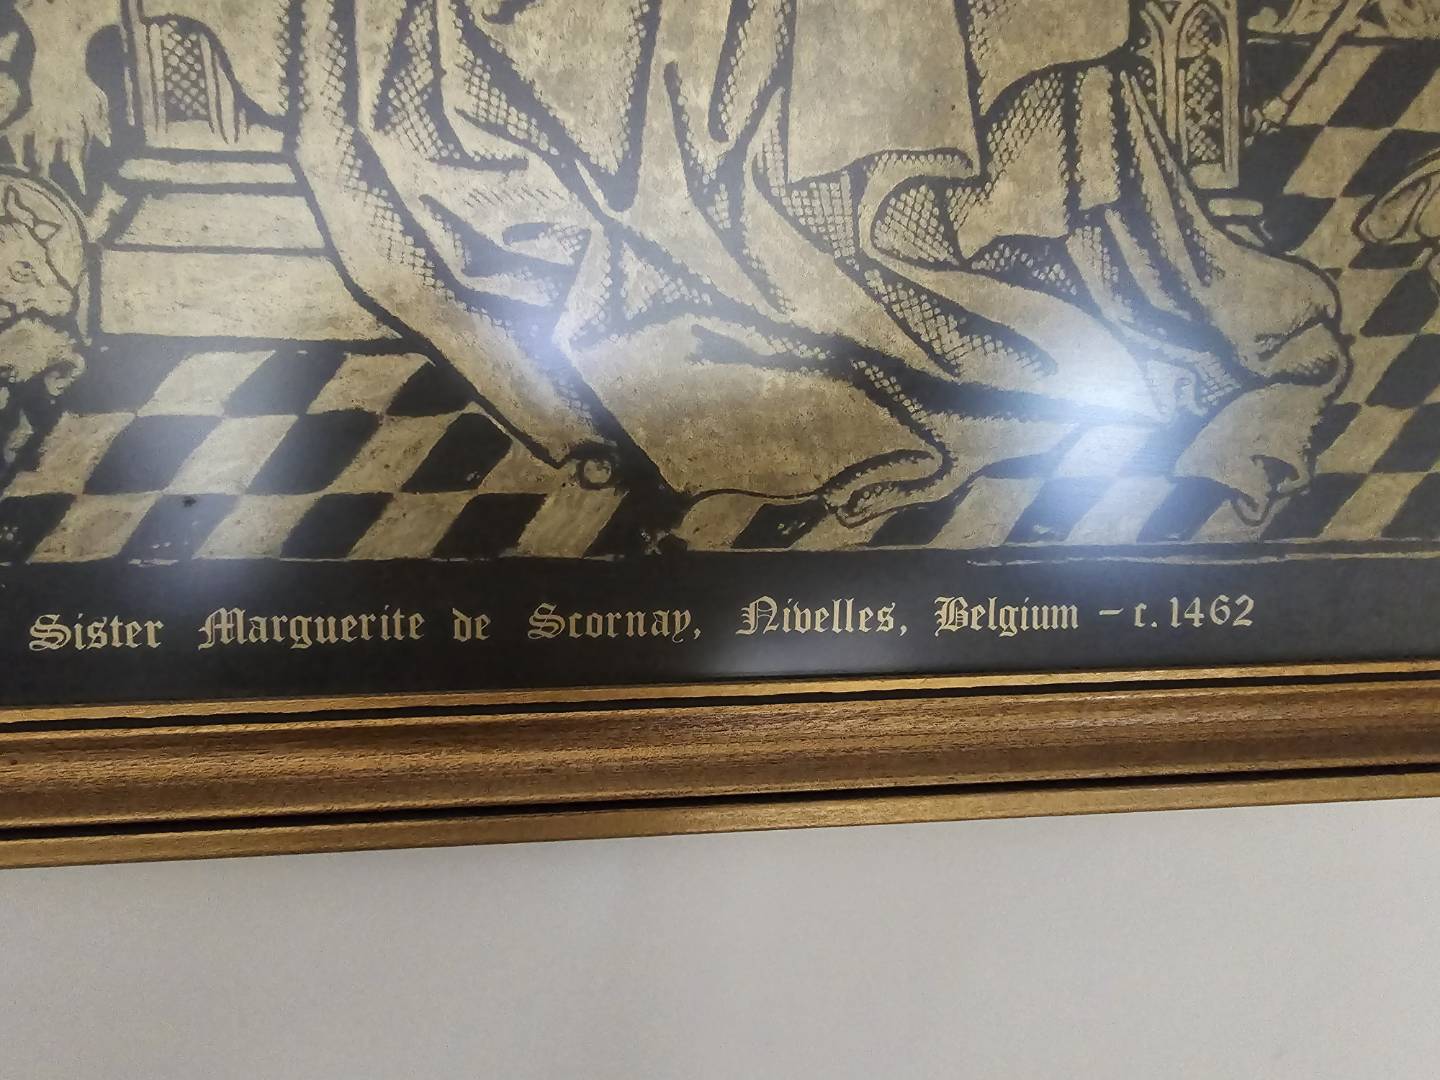 Sister Marguerite de Scornay, Nivelles, Belgium – c. 1462